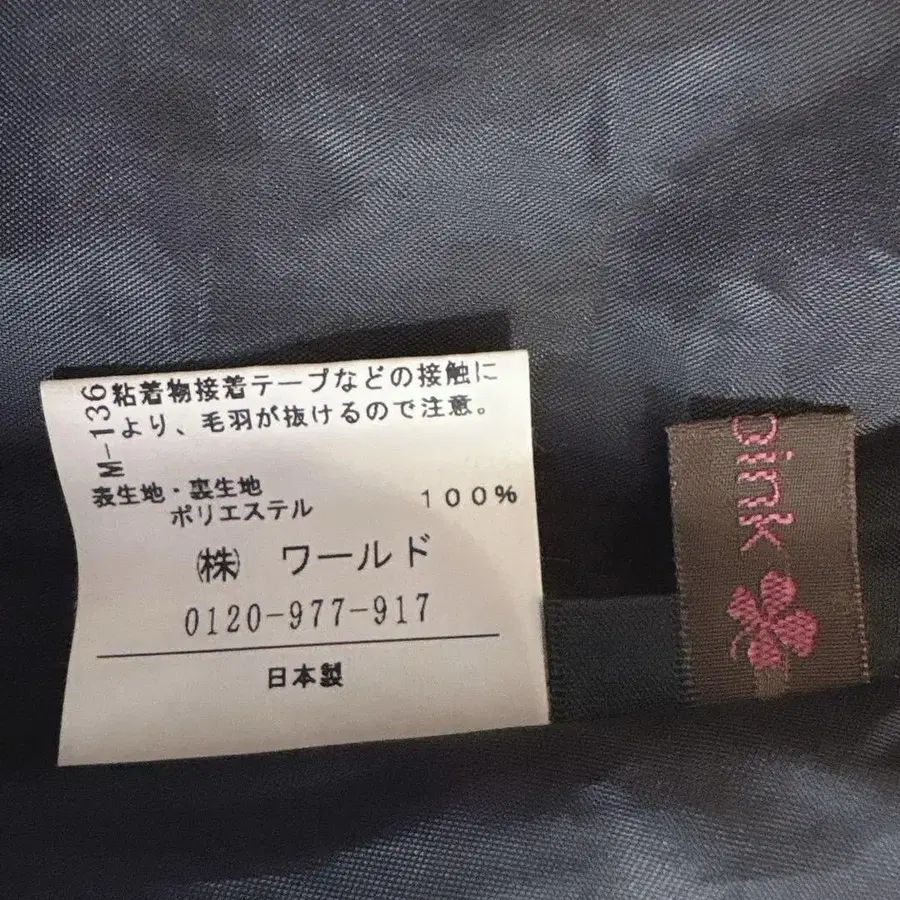 M-136
粘着物接着テープなどの接触に
より、毛羽が抜けるので注意。
表生地・裏生地
ポリエステル 100%
㈱ ワールド
0120-977-917
日本製
pink